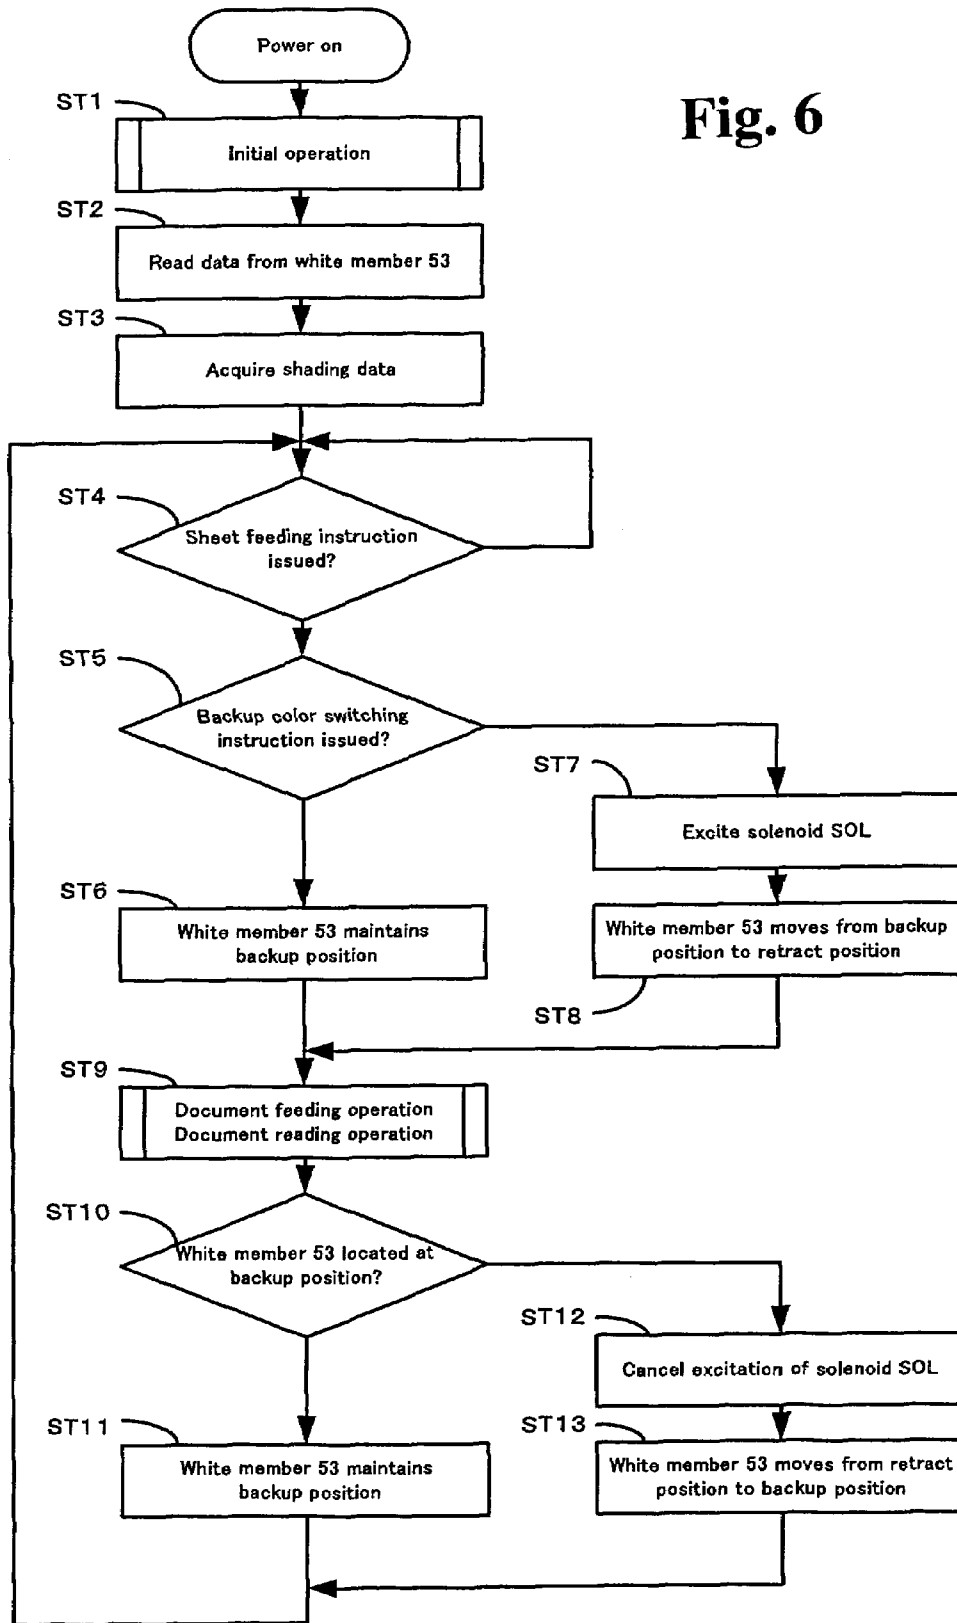 Fig. 6
Power on
ST1
Initial operation
ST2
Read data from white member 53
ST3
Acquire shading data
ST4
Sheet feeding instruction
issued?
ST5
Backup color switching
instruction issued?
ST7
Excite solenoid SOL
ST6
White member 53 maintains
backup position
White member 53 moves from backup
position to retract position
ST8
ST9
Document feeding operation
Document reading operation
ST10
White member 53 located at
backup position?
ST12
Cancel excitation of solenoid SOL
ST11
White member 53 maintains
backup position
ST13
White member 53 moves from retract
position to backup position